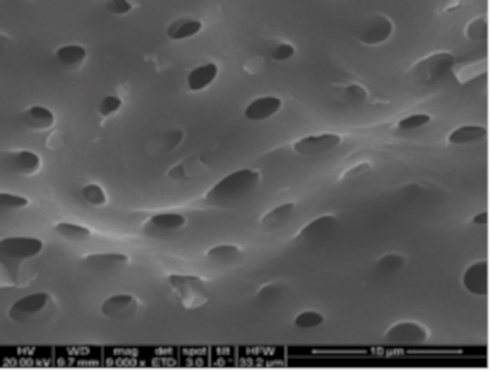 HV WD mag det spot tilt HFW
20.00 kV 9.7 mm 9 000 x ETD 3.0 -0° 33.2 µm
10 µm